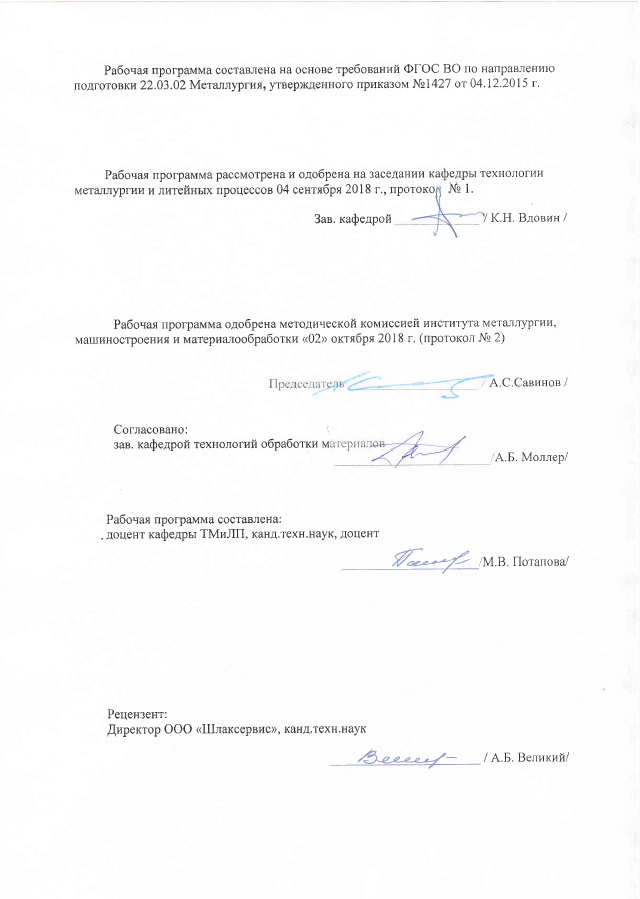 Рабочая программа составлена на основе требований ФГОС ВО по направлению
подготовки 22.03.02 Металлургия, утвержденного приказом №1427 от 04.12.2015 г.
Рабочая программа рассмотрена и одобрена на заседании кафедры технологии
металлургии и литейных процессов 04 сентября 2018 г., протокол № 1.
Зав. кафедрой / К.Н. Вдовин /
Рабочая программа одобрена методической комиссией института металлургии,
машиностроения и материалообработки «02» октября 2018 г. (протокол № 2)
Председатель / А.С.Савинов /
Согласовано:
зав. кафедрой технологий обработки материалов
/А.Б. Моллер/
Рабочая программа составлена:
доцент кафедры ТМиЛП, канд.техн.наук, доцент
/М.В. Потапова/
Рецензент:
Директор ООО «Шлаксервис», канд.техн.наук
/ А.Б. Великий/